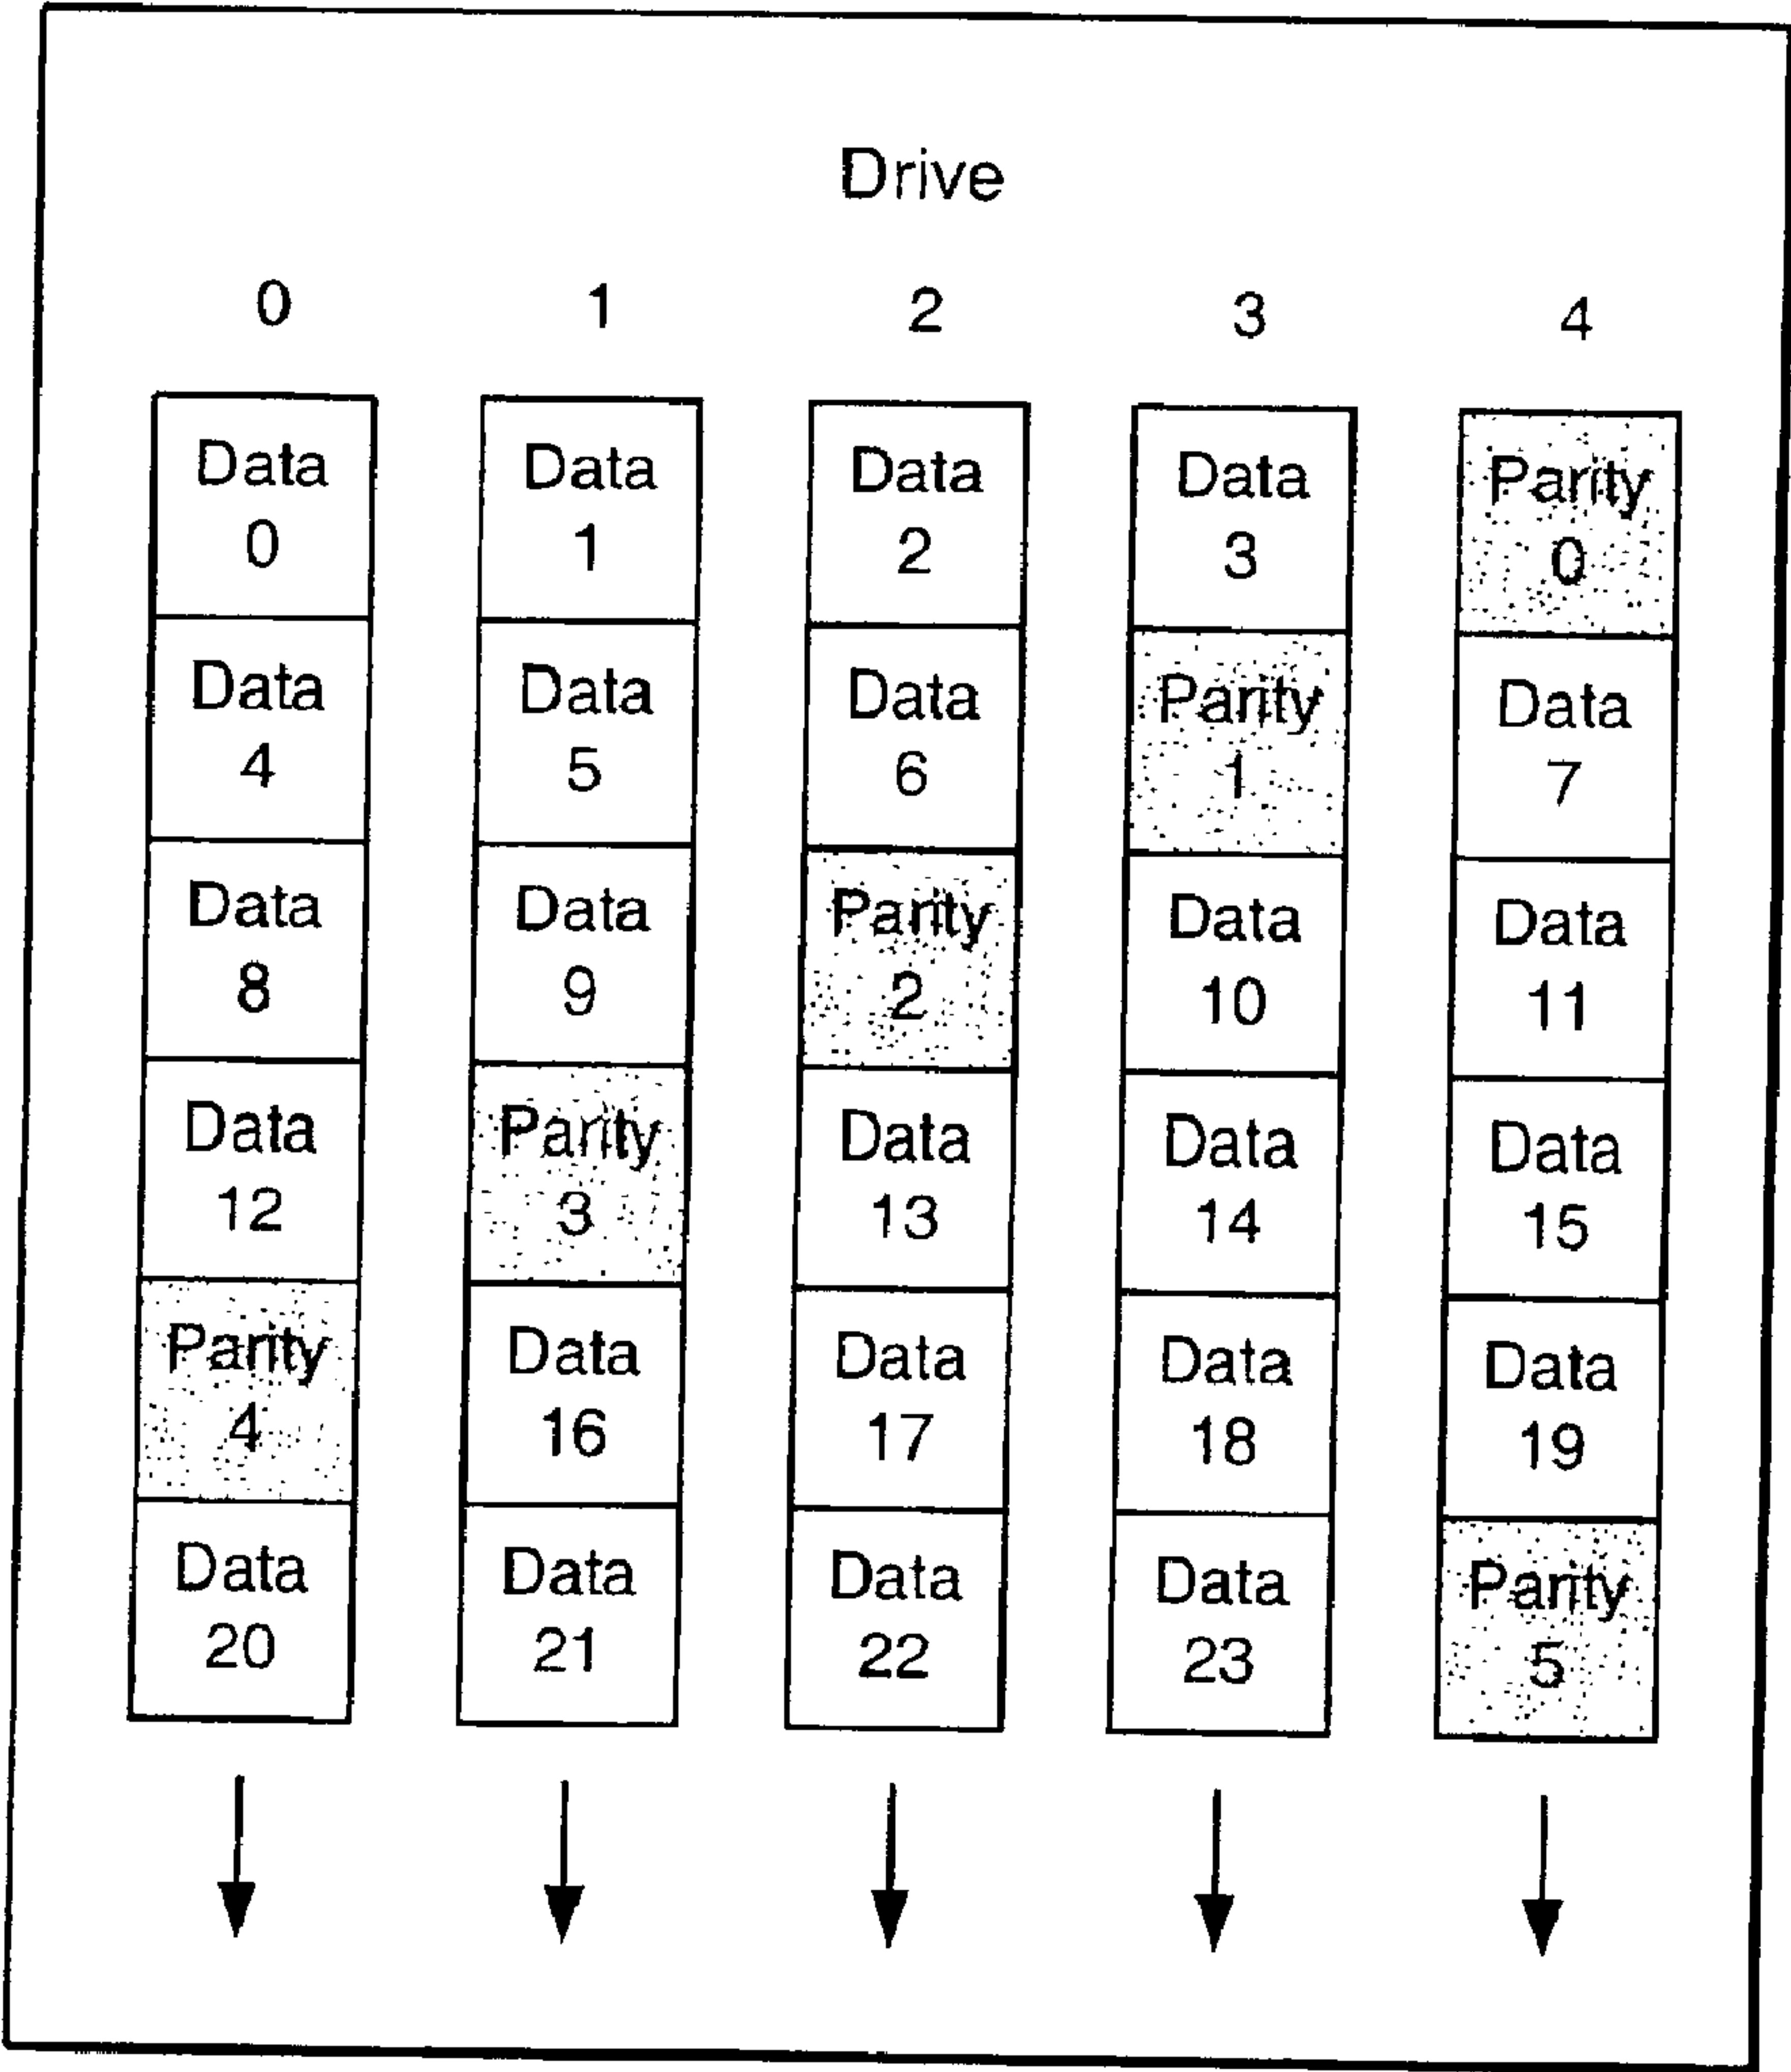 Drive
0 1 2 3 4
Data Data Data Data Parity
0 1 2 3 0
Data Data Data Parity Data
4 5 6 1 7
Data Data Parity Data Data
8 9 2 10 11
Data Parity Data Data Data
12 3 13 14 15
Parity Data Data Data Data
4 16 17 18 19
Data Data Data Data Parity
20 21 22 23 5